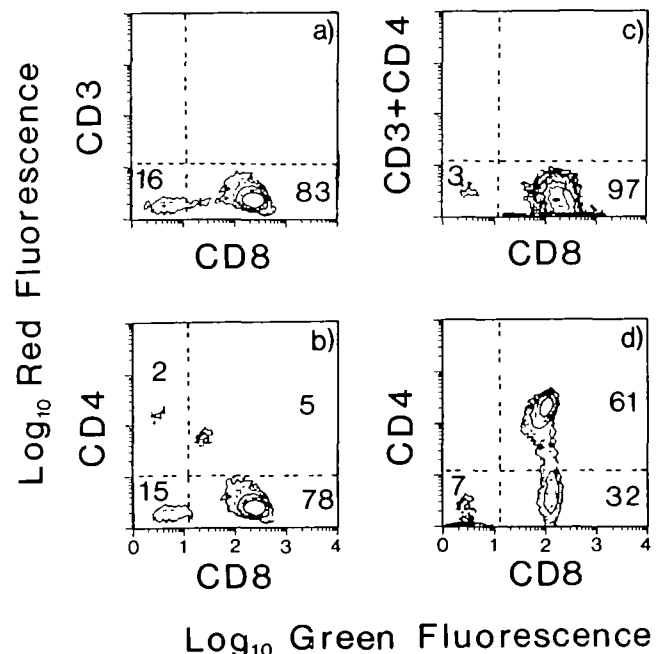 Log₁₀ Red Fluorescence
a)
CD3
16
83
CD8
c)
CD3+CD4
3
97
CD8
b)
CD4
2
5
15
78
0 1 2 3 4
CD8
d)
CD4
61
7
32
0 1 2 3 4
CD8
Log₁₀ Green Fluorescence